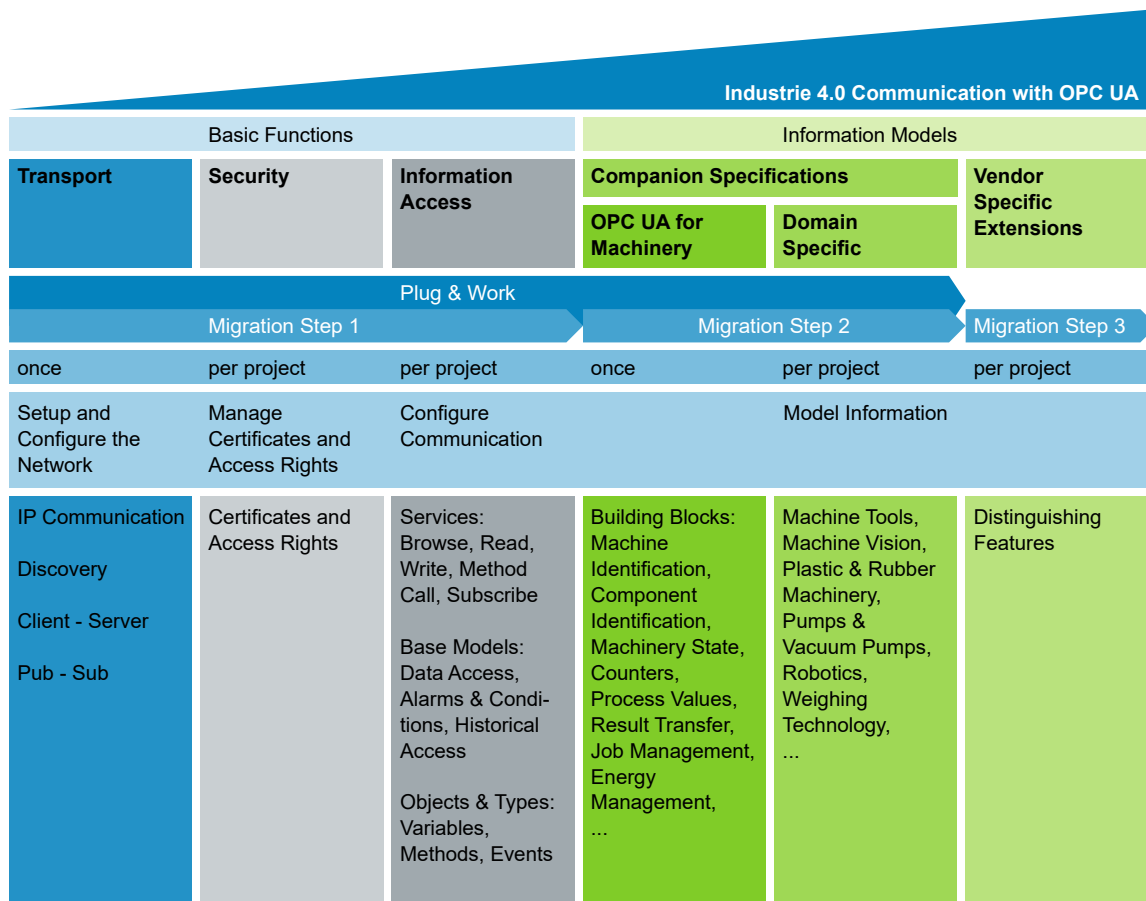 Industrie 4.0 Communication with OPC UA
Basic Functions
Information Models
Transport
Security
Information
Access
Companion Specifications
OPC UA for
Machinery
Domain
Specific
Vendor
Specific
Extensions
Plug & Work
Migration Step 1
Migration Step 2
Migration Step 3
once
per project
per project
once
per project
per project
Setup and
Configure the
Network
Manage
Certificates and
Access Rights
Configure
Communication
Model Information
IP Communication
Discovery
Client - Server
Pub - Sub
Certificates and
Access Rights
Services:
Browse, Read,
Write, Method
Call, Subscribe
Base Models:
Data Access,
Alarms & Condi-
tions, Historical
Access
Objects & Types:
Variables,
Methods, Events
Building Blocks:
Machine
Identification,
Component
Identification,
Machinery State,
Counters,
Process Values,
Result Transfer,
Job Management,
Energy
Management,
...
Machine Tools,
Machine Vision,
Plastic & Rubber
Machinery,
Pumps &
Vacuum Pumps,
Robotics,
Weighing
Technology,
...
Distinguishing
Features